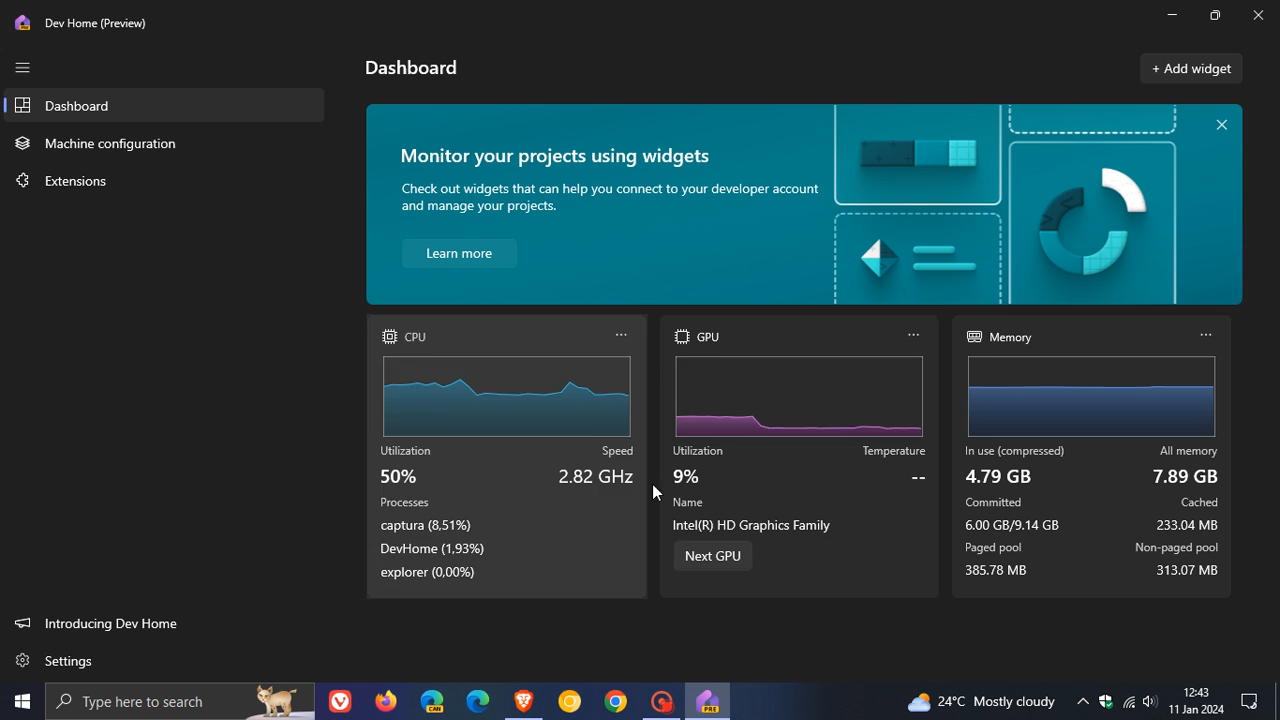 Dev Home (Preview)
Dashboard
+ Add widget
Dashboard
Machine configuration
Extensions
Monitor your projects using widgets
Check out widgets that can help you connect to your developer account
and manage your projects.
Learn more
CPU
Utilization Speed
50% 2.82 GHz
Processes
captura (8,51%)
DevHome (1,93%)
explorer (0,00%)
GPU
Utilization Temperature
9% --
Name
Intel(R) HD Graphics Family
Next GPU
Memory
In use (compressed) All memory
4.79 GB 7.89 GB
Committed Cached
6.00 GB/9.14 GB 233.04 MB
Paged pool Non-paged pool
385.78 MB 313.07 MB
Introducing Dev Home
Settings
Type here to search
CAN
PRE
24°C Mostly cloudy
12:43
11 Jan 2024